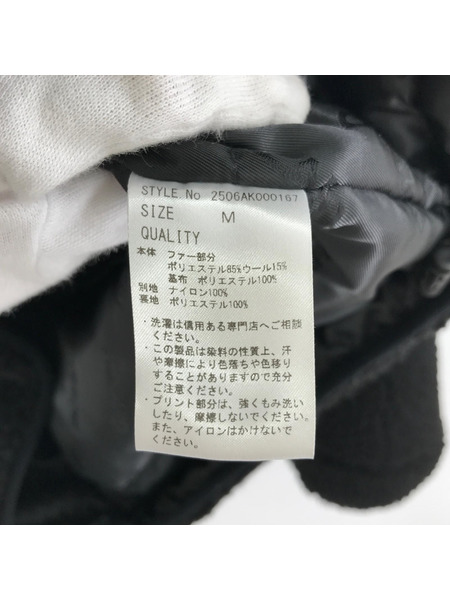 STYLE No 2506AK000167
SIZE M
QUALITY
本体 ファー部分
ポリエステル85%ウール15%
基布 ポリエステル100%
別地 ナイロン100%
裏地 ポリエステル100%
・洗濯は信用ある専門店へご相談
ください。
・この製品は染料の性質上、汗
や摩擦により色落ちや色移り
することがありますので充分
ご注意ください。
・プリント部分は、強くもみ洗い
したり、摩擦しないでください。
また、アイロンはかけないで
ください。